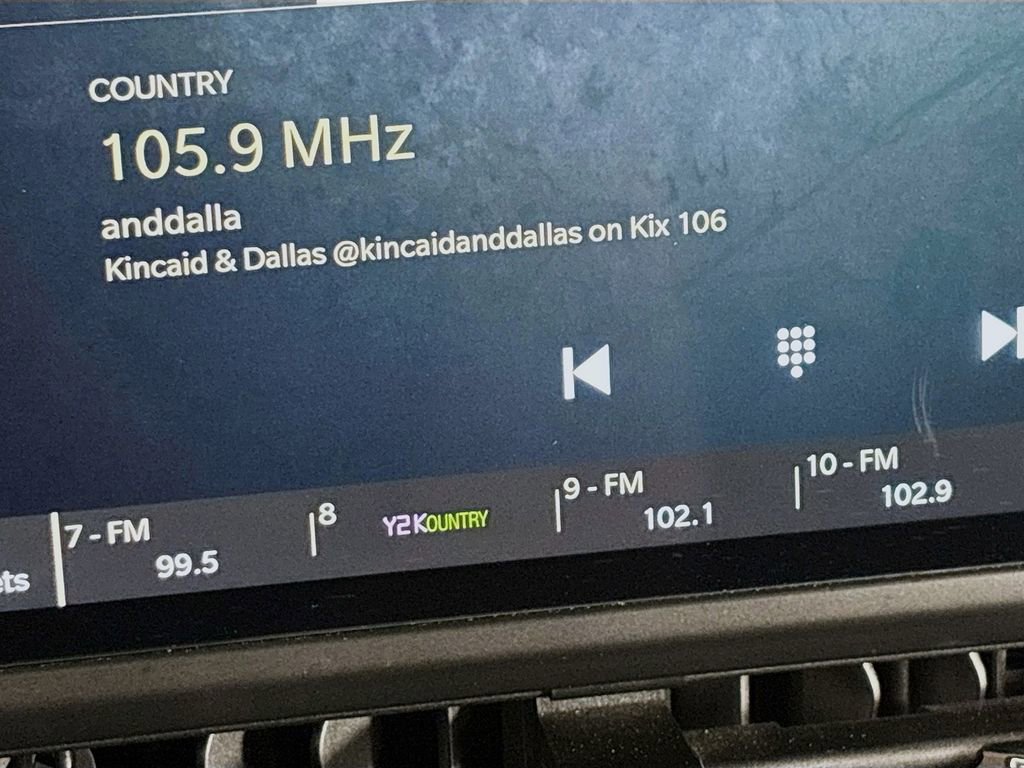 COUNTRY
105.9 MHz
anddalla
Kincaid & Dallas @kincaidanddallas on Kix 106
ets
7 - FM
99.5
8
Y2KOUNTRY
9 - FM
102.1
10 - FM
102.9